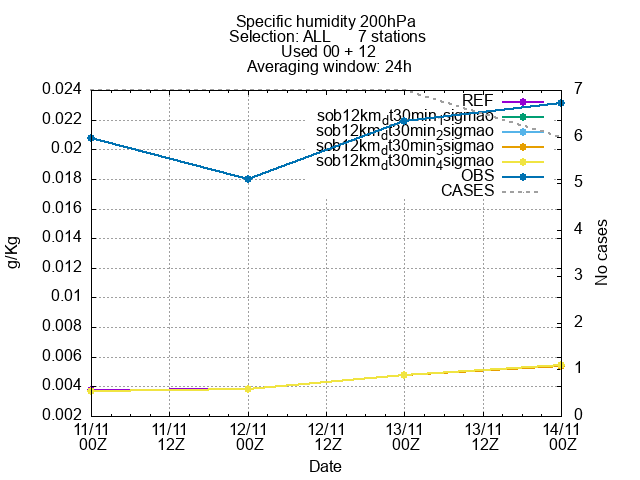 Specific humidity 200hPa
Selection: ALL 7 stations
Used 00 + 12
Averaging window: 24h
0.024
0.022
0.02
0.018
0.016
0.014
0.012
0.01
0.008
0.006
0.004
0.002
g/Kg
7
6
5
4
3
2
1
0
No cases
REF
sob12km_dt30min_1sigmao
sob12km_dt30min_2sigmao
sob12km_dt30min_3sigmao
sob12km_dt30min_4sigmao
OBS
CASES
11/11 11/11 12/11 12/11 13/11 13/11 14/11
00Z 12Z 00Z 12Z 00Z 12Z 00Z
Date